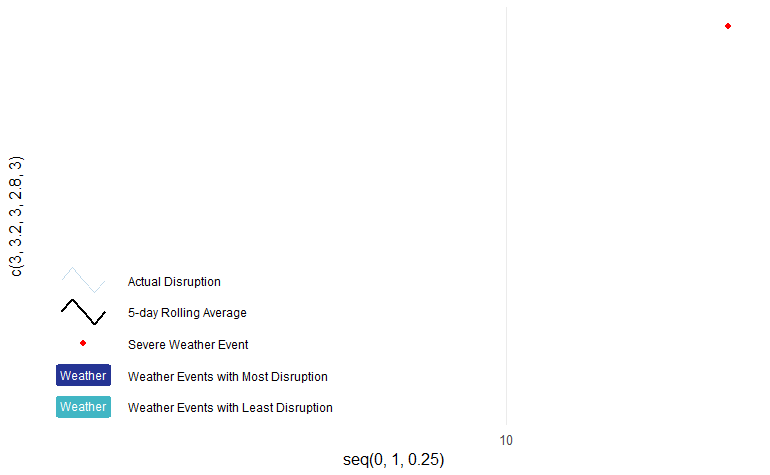 c(3, 3.2, 3, 2.8, 3)
Actual Disruption
5-day Rolling Average
Severe Weather Event
Weather Weather Events with Most Disruption
Weather Weather Events with Least Disruption
10
seq(0, 1, 0.25)